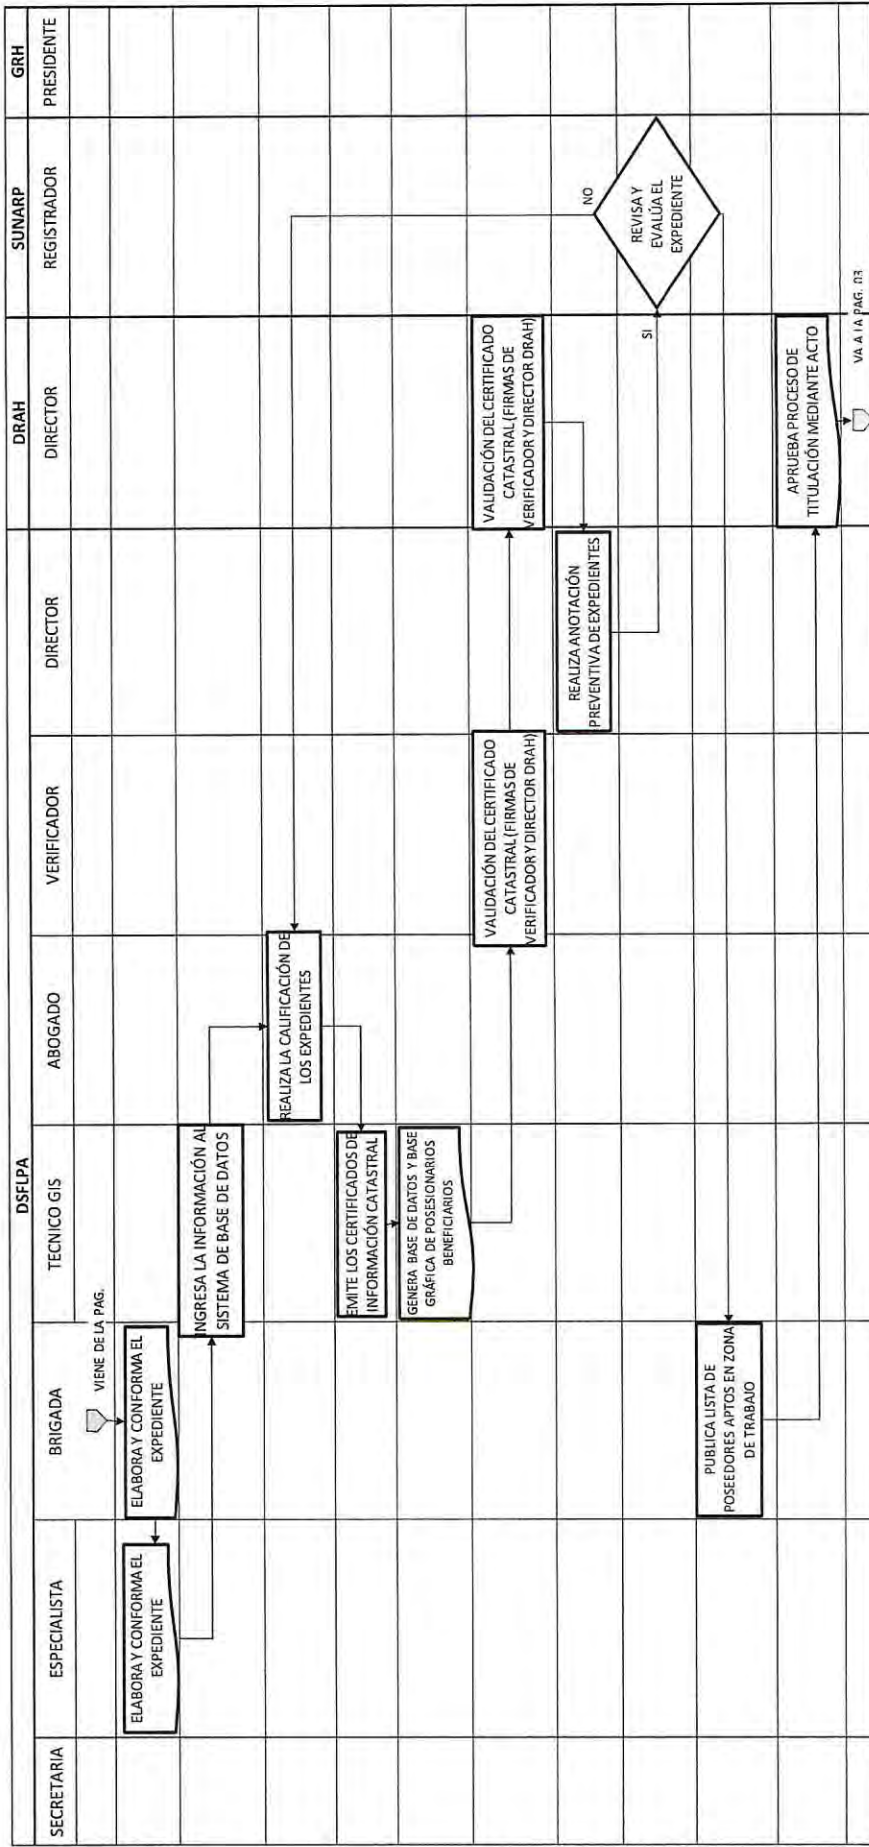 DSFLPA
DRAH
SUNARP
GRH
SECRETARIA
ESPECIALISTA
BRIGADA
TECNICO GIS
ABOGADO
VERIFICADOR
DIRECTOR
DIRECTOR
REGISTRADOR
PRESIDENTE
VIENE DE LA PAG.
ELABORA Y CONFORMA EL
EXPEDIENTE
ELABORA Y CONFORMA EL
EXPEDIENTE
INGRESA LA INFORMACIÓN AL
SISTEMA DE BASE DE DATOS
REALIZA LA CALIFICACIÓN DE
LOS EXPEDIENTES
EMITE LOS CERTIFICADOS DE
INFORMACIÓN CATASTRAL
GENERA BASE DE DATOS Y BASE
GRÁFICA DE POSESIONARIOS
BENEFICIARIOS
VALIDACIÓN DEL CERTIFICADO
CATASTRAL (FIRMAS DE
VERIFICADOR Y DIRECTOR DRAH)
VALIDACIÓN DEL CERTIFICADO
CATASTRAL (FIRMAS DE
VERIFICADOR Y DIRECTOR DRAH)
REALIZA ANOTACIÓN
PREVENTIVA DE EXPEDIENTES
SI
REVISA Y
EVALÚA EL
EXPEDIENTE
NO
PUBLICA LISTA DE
POSEEDORES APTOS EN ZONA
DE TRABAJO
APRUEBA PROCESO DE
TITULACIÓN MEDIANTE ACTO
VA A LA PAG. 03